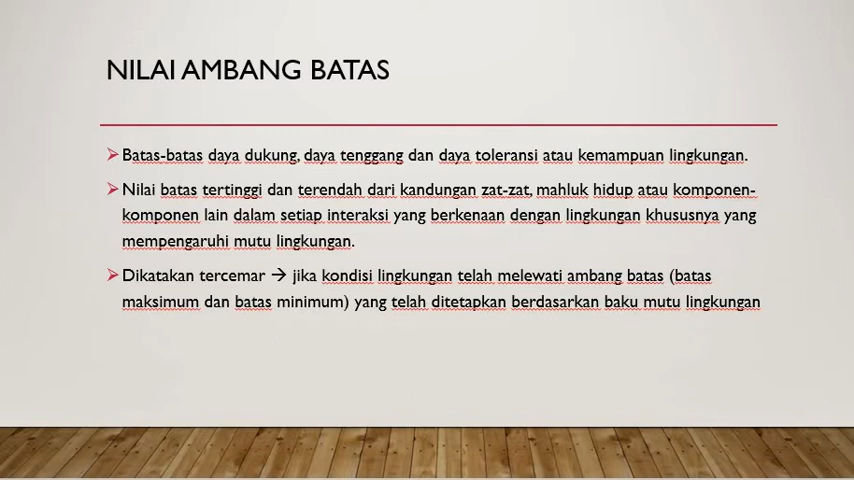 NILAI AMBANG BATAS
➢Batas-batas daya dukung, daya tenggang dan daya toleransi atau kemampuan lingkungan.
➢Nilai batas tertinggi dan terendah dari kandungan zat-zat, mahluk hidup atau komponen-
komponen lain dalam setiap interaksi yang berkenaan dengan lingkungan khususnya yang
mempengaruhi mutu lingkungan.
➢Dikatakan tercemar → jika kondisi lingkungan telah melewati ambang batas (batas
maksimum dan batas minimum) yang telah ditetapkan berdasarkan baku mutu lingkungan